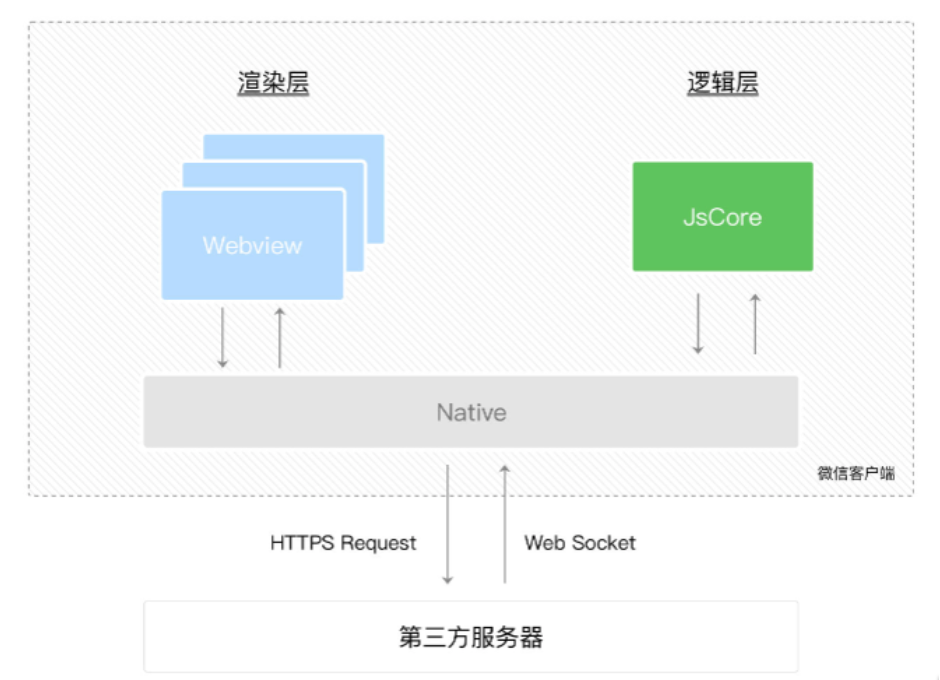 渲染层
逻辑层
Webview
JsCore
Native
微信客户端
HTTPS Request
Web Socket
第三方服务器